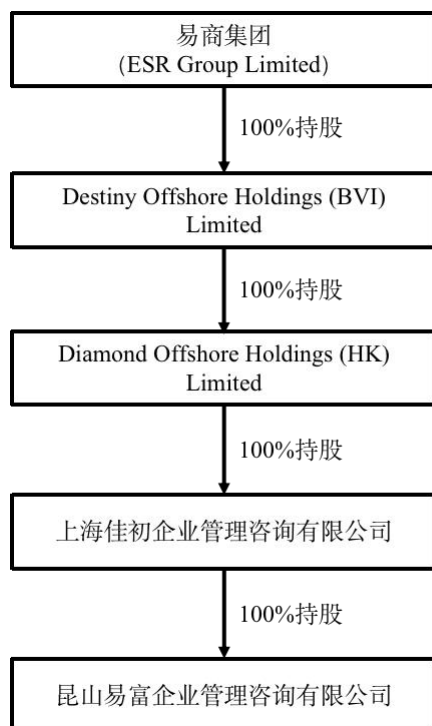 易商集团
(ESR Group Limited)
100%持股
Destiny Offshore Holdings (BVI)
Limited
100%持股
Diamond Offshore Holdings (HK)
Limited
100%持股
上海佳初企业管理咨询有限公司
100%持股
昆山易富企业管理咨询有限公司